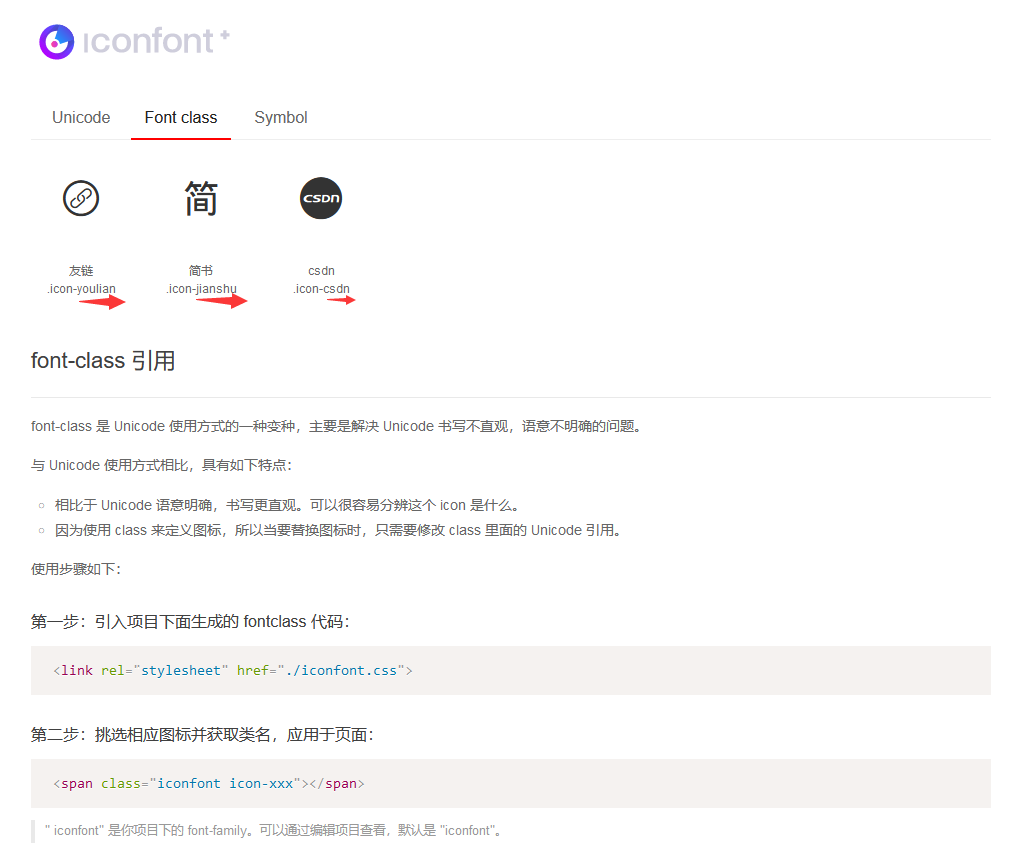 iconfont+
Unicode Font class Symbol
简 CSDN
友链 简书 csdn
.icon-youlian .icon-jianshu .icon-csdn
font-class 引用
font-class 是 Unicode 使用方式的一种变种，主要是解决 Unicode 书写不直观，语意不明确的问题。
与 Unicode 使用方式相比，具有如下特点：
相比于 Unicode 语意明确，书写更直观。可以很容易分辨这个 icon 是什么。
因为使用 class 来定义图标，所以当要替换图标时，只需要修改 class 里面的 Unicode 引用。
使用步骤如下：
第一步：引入项目下面生成的 fontclass 代码：
<link rel="stylesheet" href="./iconfont.css">
第二步：挑选相应图标并获取类名，应用于页面：
<span class="iconfont icon-xxx"></span>
" iconfont" 是你项目下的 font-family。可以通过编辑项目查看，默认是 "iconfont"。